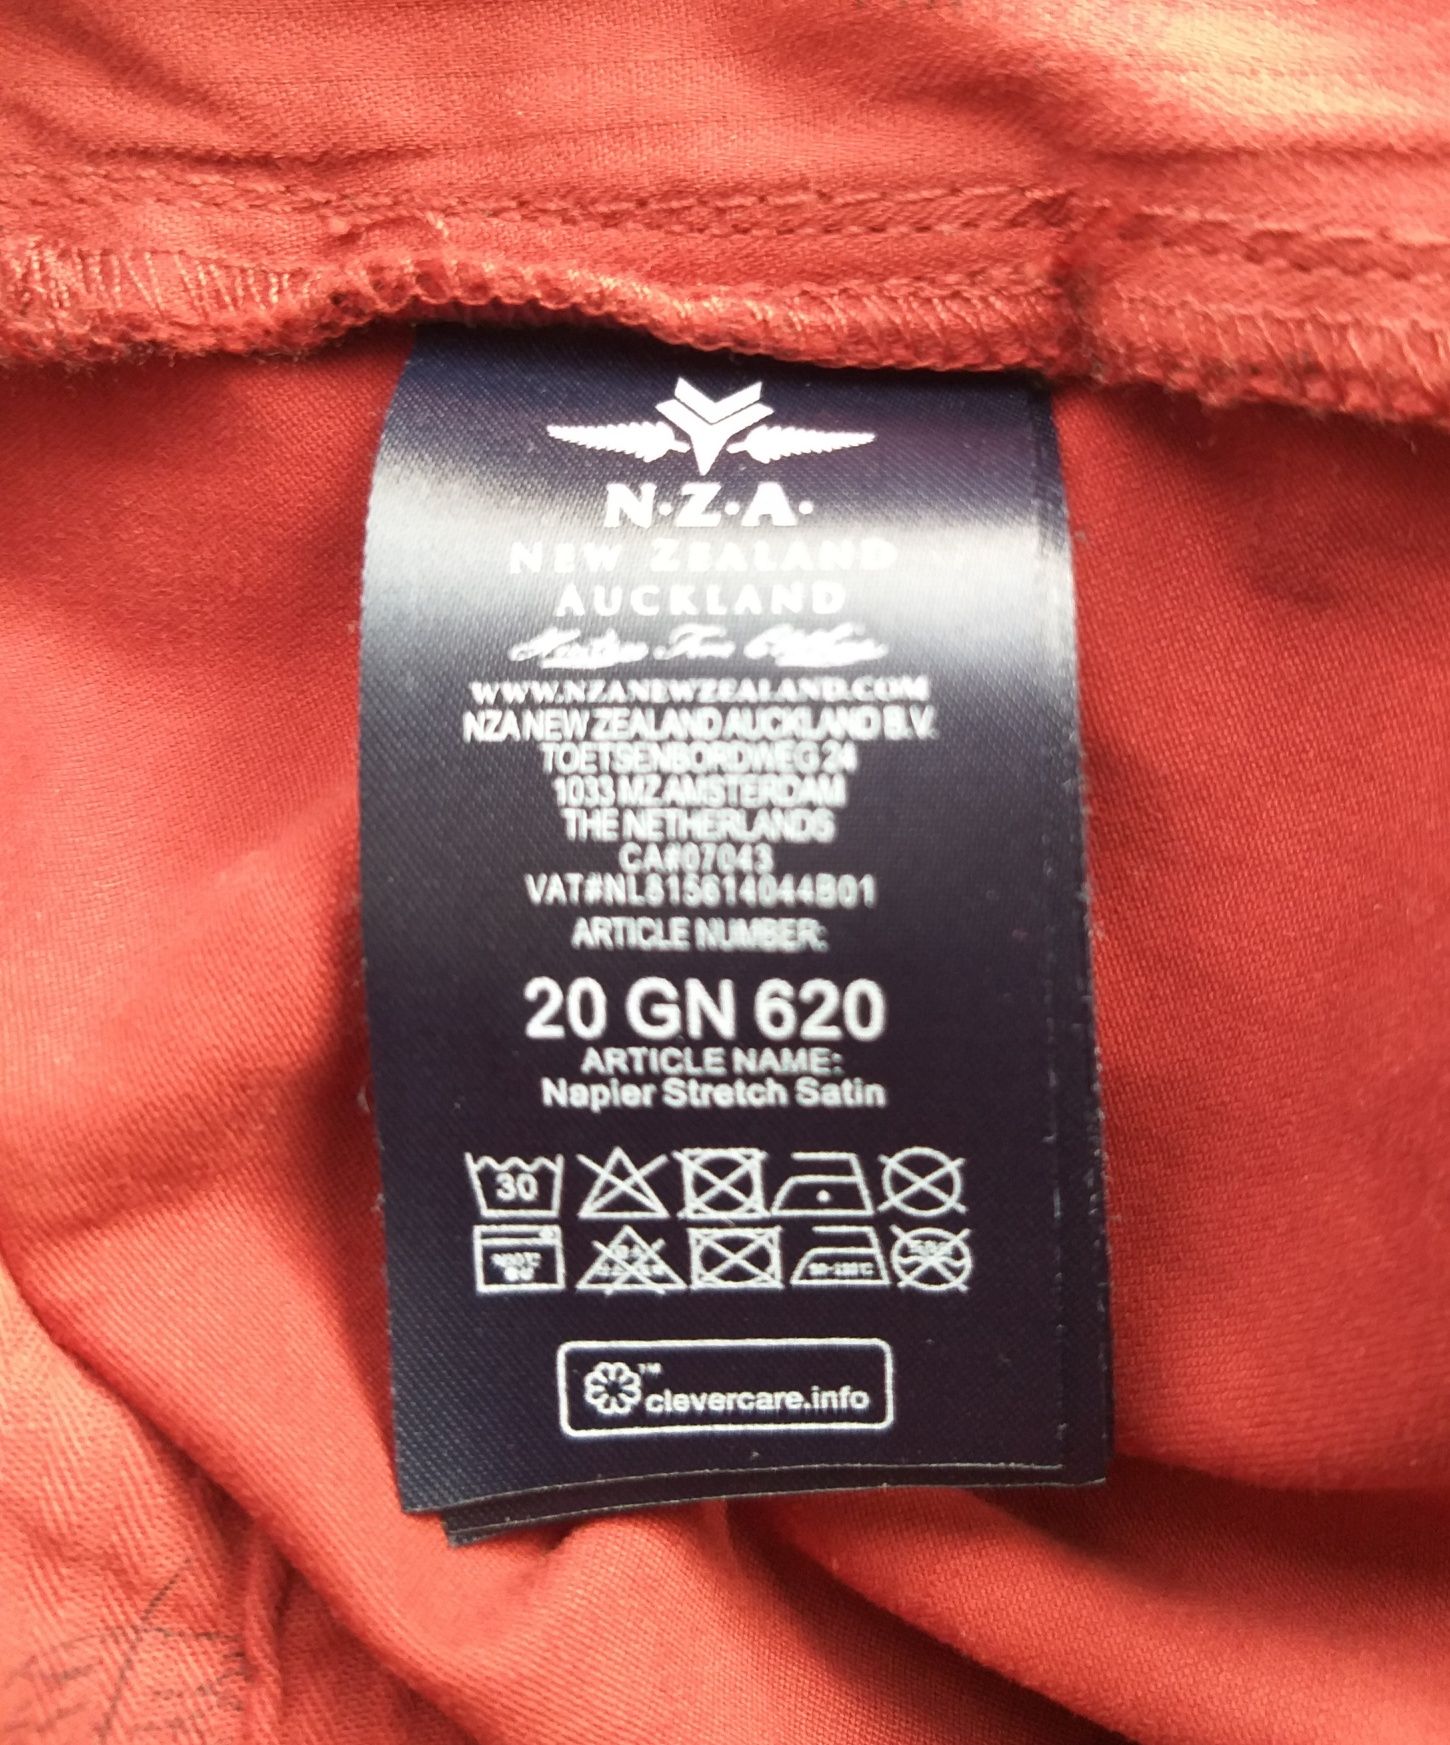 N·Z·A·
NEW ZEALAND
AUCKLAND
WWW.NZANEWZEALAND.COM
NZA NEW ZEALAND AUCKLAND B.V.
TOETSENBORDWEG 24
1033 MZ AMSTERDAM
THE NETHERLANDS
CA#07043
VAT#NL815614044B01
ARTICLE NUMBER:
20 GN 620
ARTICLE NAME:
Napier Stretch Satin
30
™
clevercare.info